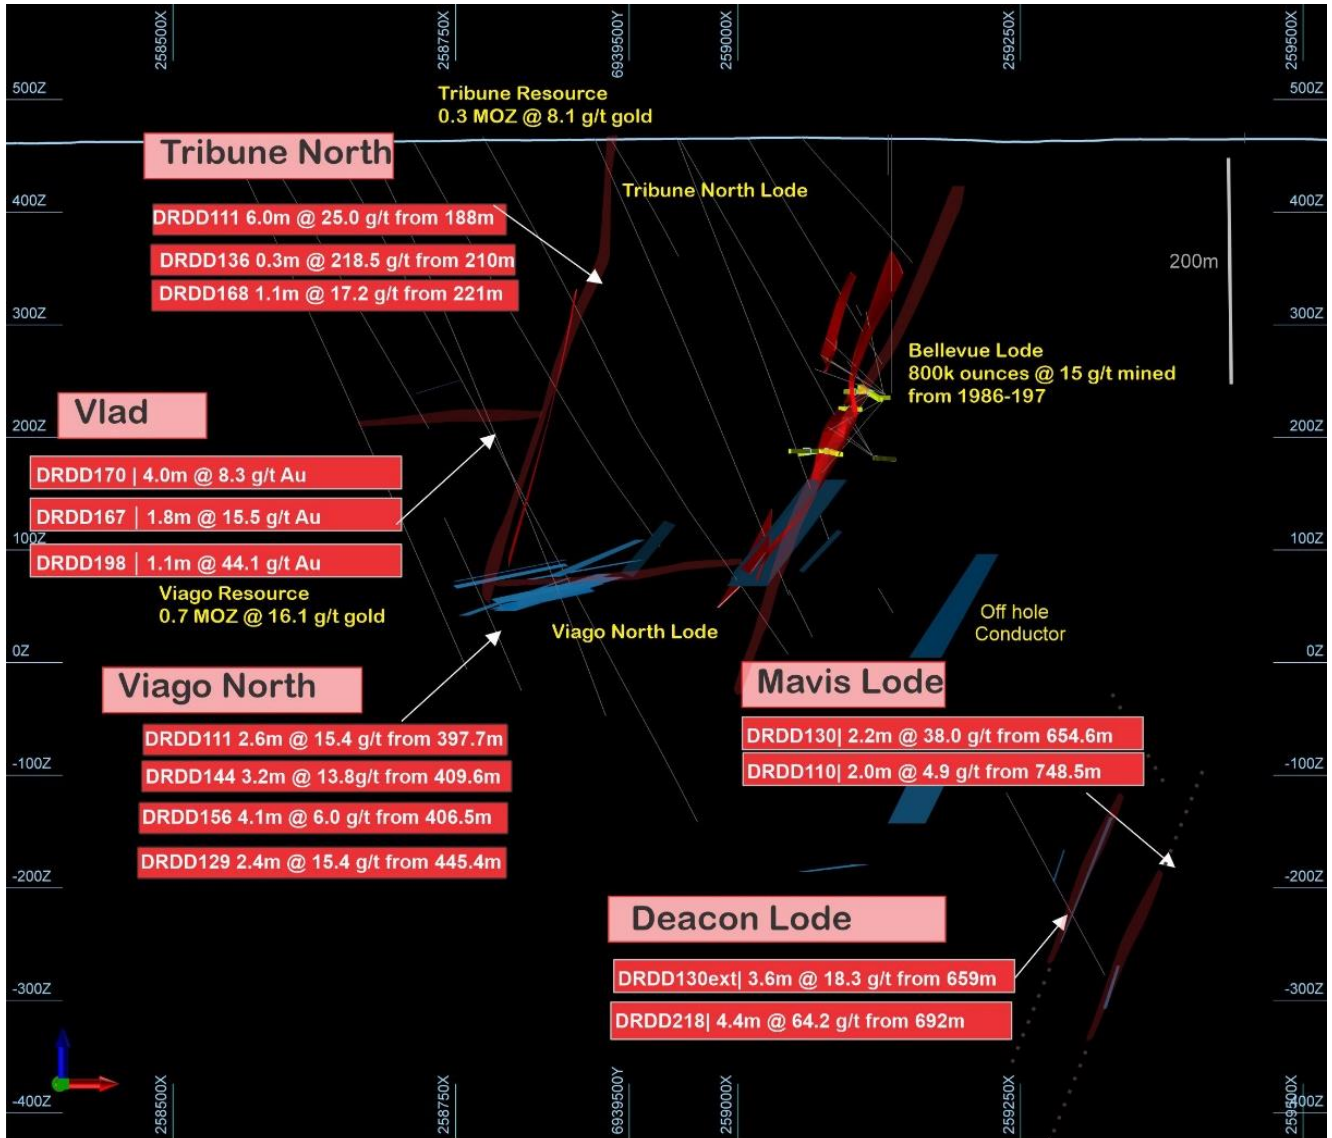 258500X
258750X
6939500Y
259000X
259250X
259500X
500Z
500Z
Tribune Resource
0.3 MOZ @ 8.1 g/t gold
Tribune North
400Z
400Z
Tribune North Lode
DRDD111 6.0m @ 25.0 g/t from 188m
DRDD136 0.3m @ 218.5 g/t from 210m
DRDD168 1.1m @ 17.2 g/t from 221m
200m
300Z
300Z
Bellevue Lode
800k ounces @ 15 g/t mined
from 1986-197
Vlad
200Z
200Z
DRDD170 | 4.0m @ 8.3 g/t Au
DRDD167 | 1.8m @ 15.5 g/t Au
100Z
100Z
DRDD198 | 1.1m @ 44.1 g/t Au
Viago Resource
0.7 MOZ @ 16.1 g/t gold
Viago North Lode
Off hole
Conductor
0Z
0Z
Viago North
DRDD111 2.6m @ 15.4 g/t from 397.7m
DRDD144 3.2m @ 13.8g/t from 409.6m
DRDD156 4.1m @ 6.0 g/t from 406.5m
DRDD129 2.4m @ 15.4 g/t from 445.4m
Mavis Lode
DRDD130| 2.2m @ 38.0 g/t from 654.6m
DRDD110| 2.0m @ 4.9 g/t from 748.5m
-100Z
-100Z
-200Z
-200Z
Deacon Lode
DRDD130ext| 3.6m @ 18.3 g/t from 659m
DRDD218| 4.4m @ 64.2 g/t from 692m
-300Z
-300Z
-400Z
-400Z
258500X
258750X
6939500Y
259000X
259250X
259500X